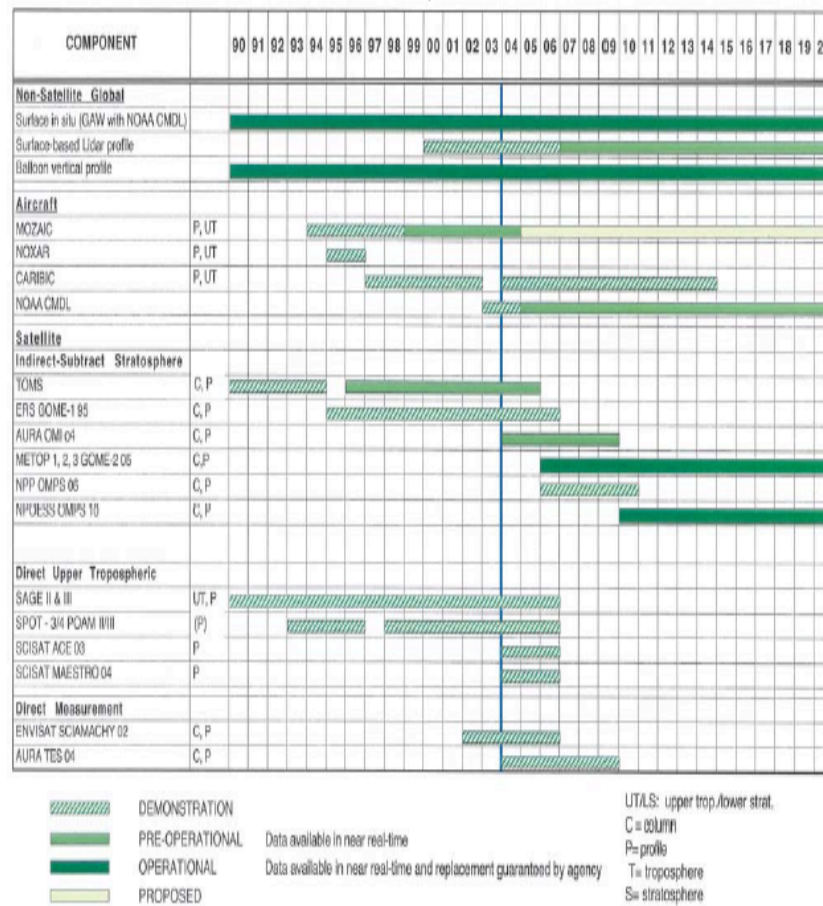 COMPONENT 90 91 92 93 94 95 96 97 98 99 00 01 02 03 04 05 06 07 08 09 10 11 12 13 14 15 16 17 18 19 2
Non-Satellite Global
Surface in situ (GAW with NOAA CMDL)
Surface-based Lidar profile
Balloon vertical profile
Aircraft
MOZAIC P, UT
NOXAR P, UT
CARIBIC P, UT
NOAA CMDL
Satellite
Indirect-Subtract Stratosphere
TOMS C, P
ERS GOME-1 95 C, P
AURA OMI 04 C, P
METOP 1, 2, 3 GOME-2 05 C,P
NPP OMPS 06 C, P
NPOESS OMPS 10 C, P
Direct Upper Tropospheric
SAGE II & III UT, P
SPOT - 3/4 POAM II/III (P)
SCISAT ACE 03 P
SCISAT MAESTRO 04 P
Direct Measurement
ENVISAT SCIAMACHY 02 C, P
AURA TES 04 C, P
DEMONSTRATION
PRE-OPERATIONAL Data available in near real-time
OPERATIONAL Data available in near real-time and replacement guaranteed by agency
PROPOSED
UT/LS: upper trop./lower strat.
C = column
P= profile
T= troposphere
S= stratosphere